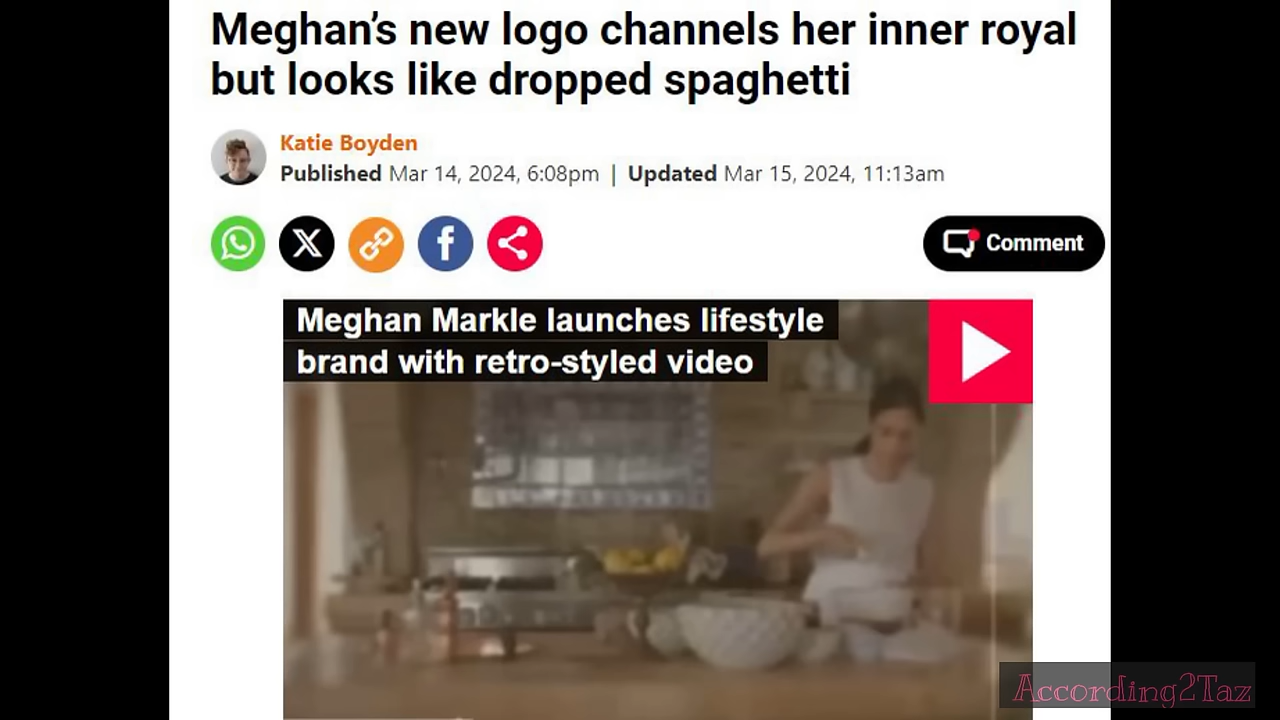 Meghan's new logo channels her inner royal
but looks like dropped spaghetti
Katie Boyden
Published Mar 14, 2024, 6:08pm | Updated Mar 15, 2024, 11:13am
Comment
Meghan Markle launches lifestyle
brand with retro-styled video
According2Taz